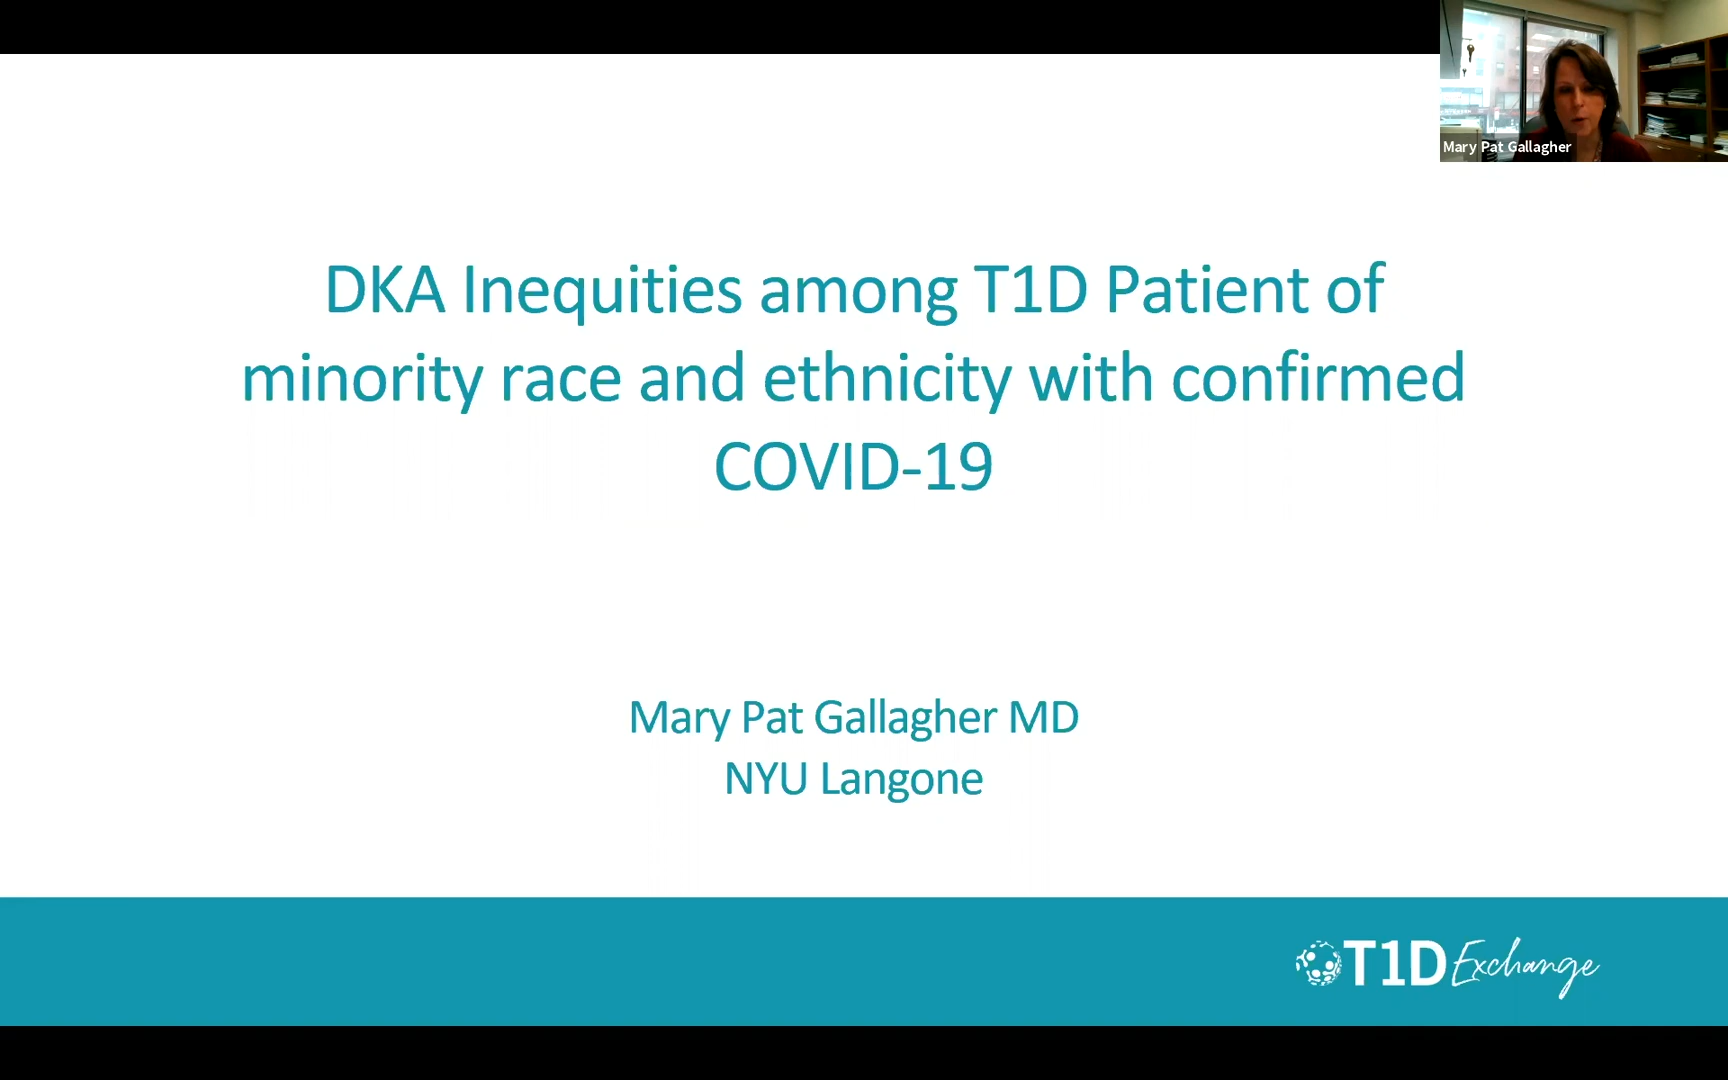 Mary Pat Gallagher
DKA Inequities among T1D Patient of
minority race and ethnicity with confirmed
COVID-19
Mary Pat Gallagher MD
NYU Langone
T1D Exchange